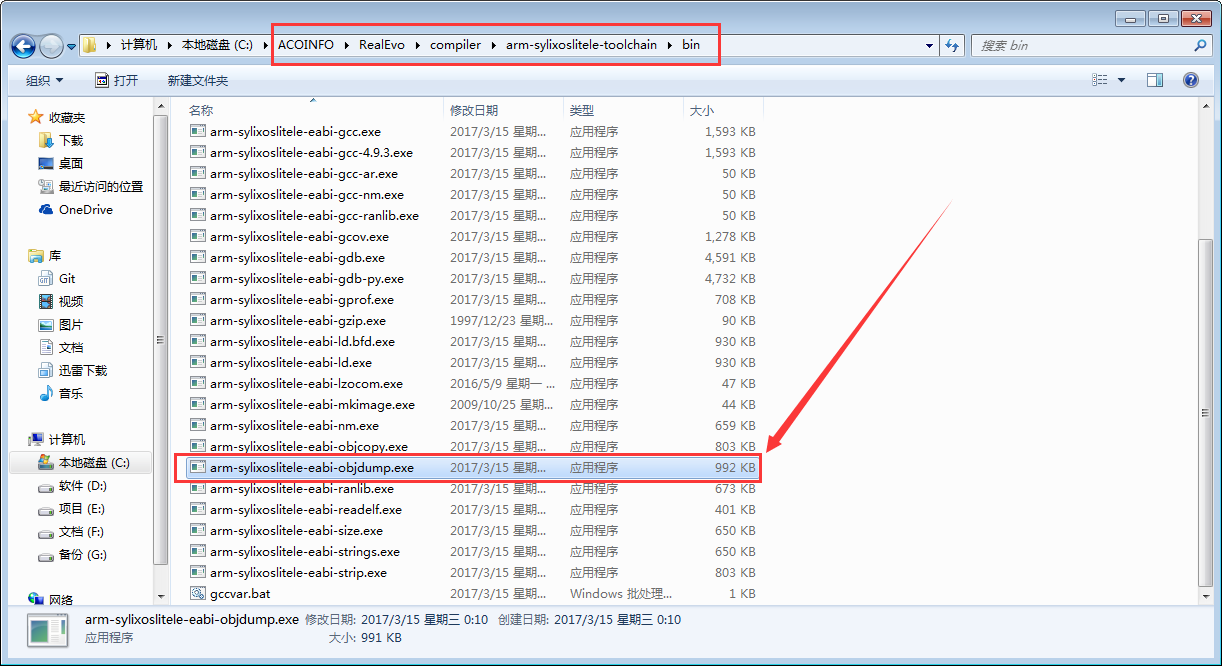 计算机 本地磁盘 (C:) ACOINFO RealEvo compiler arm-sylixoslitele-toolchain bin 搜索 bin
组织 打开 新建文件夹
收藏夹
下载
桌面
最近访问的位置
OneDrive
库
Git
视频
图片
文档
迅雷下载
音乐
计算机
本地磁盘 (C:)
软件 (D:)
项目 (E:)
文档 (F:)
备份 (G:)
网络
名称 修改日期 类型 大小
arm-sylixoslitele-eabi-gcc.exe 2017/3/15 星期... 应用程序 1,593 KB
arm-sylixoslitele-eabi-gcc-4.9.3.exe 2017/3/15 星期... 应用程序 1,593 KB
arm-sylixoslitele-eabi-gcc-ar.exe 2017/3/15 星期... 应用程序 50 KB
arm-sylixoslitele-eabi-gcc-nm.exe 2017/3/15 星期... 应用程序 50 KB
arm-sylixoslitele-eabi-gcc-ranlib.exe 2017/3/15 星期... 应用程序 50 KB
arm-sylixoslitele-eabi-gcov.exe 2017/3/15 星期... 应用程序 1,278 KB
arm-sylixoslitele-eabi-gdb.exe 2017/3/15 星期... 应用程序 4,591 KB
arm-sylixoslitele-eabi-gdb-py.exe 2017/3/15 星期... 应用程序 4,732 KB
arm-sylixoslitele-eabi-gprof.exe 2017/3/15 星期... 应用程序 708 KB
arm-sylixoslitele-eabi-gzip.exe 1997/12/23 星期... 应用程序 90 KB
arm-sylixoslitele-eabi-ld.bfd.exe 2017/3/15 星期... 应用程序 930 KB
arm-sylixoslitele-eabi-ld.exe 2017/3/15 星期... 应用程序 930 KB
arm-sylixoslitele-eabi-lzocom.exe 2016/5/9 星期一 ... 应用程序 47 KB
arm-sylixoslitele-eabi-mkimage.exe 2009/10/25 星期... 应用程序 44 KB
arm-sylixoslitele-eabi-nm.exe 2017/3/15 星期... 应用程序 659 KB
arm-sylixoslitele-eabi-objcopy.exe 2017/3/15 星期... 应用程序 803 KB
arm-sylixoslitele-eabi-objdump.exe 2017/3/15 星期... 应用程序 992 KB
arm-sylixoslitele-eabi-ranlib.exe 2017/3/15 星期... 应用程序 673 KB
arm-sylixoslitele-eabi-readelf.exe 2017/3/15 星期... 应用程序 401 KB
arm-sylixoslitele-eabi-size.exe 2017/3/15 星期... 应用程序 650 KB
arm-sylixoslitele-eabi-strings.exe 2017/3/15 星期... 应用程序 650 KB
arm-sylixoslitele-eabi-strip.exe 2017/3/15 星期... 应用程序 803 KB
gccvar.bat Windows 批处理... 1 KB
arm-sylixoslitele-eabi-objdump.exe 修改日期: 2017/3/15 星期三 0:10 创建日期: 2017/3/15 星期三 0:10
应用程序 大小: 991 KB